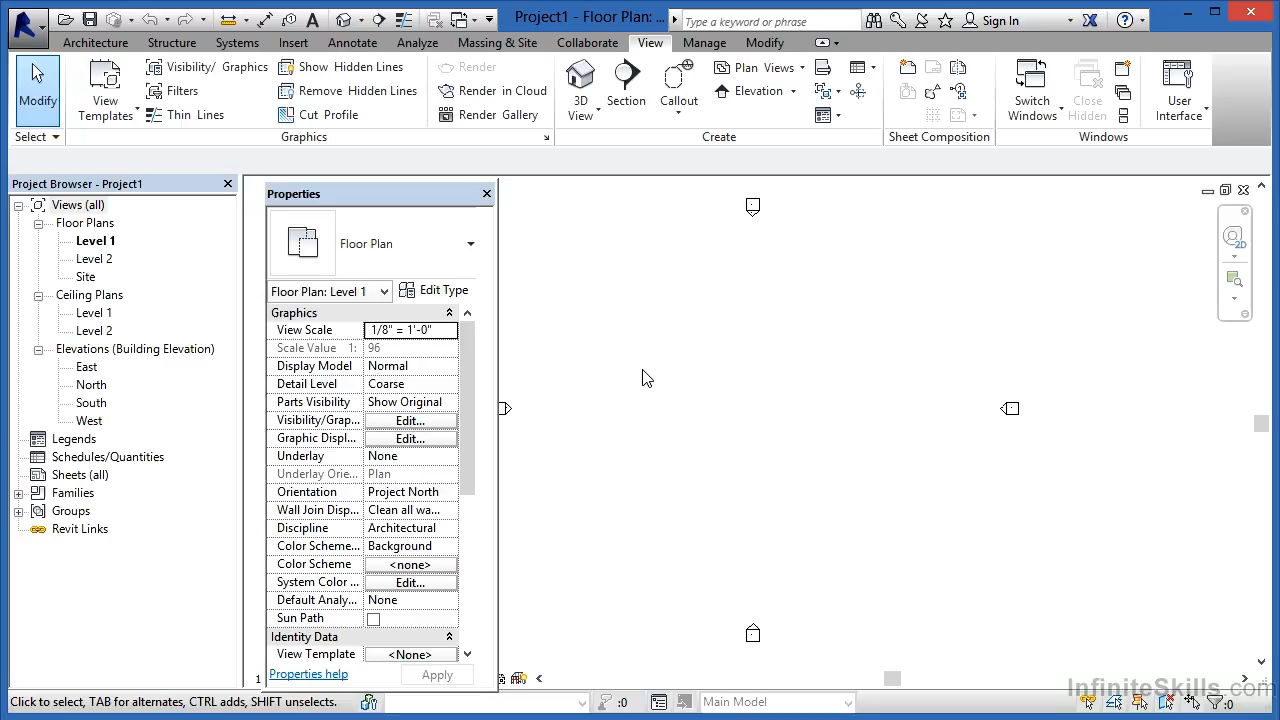 Project1 - Floor Plan: ...
Type a keyword or phrase
Sign In
Architecture
Structure
Systems
Insert
Annotate
Analyze
Massing & Site
Collaborate
View
Manage
Modify
Modify
Select
View
Templates
Visibility/ Graphics
Filters
Thin Lines
Show Hidden Lines
Remove Hidden Lines
Cut Profile
Render
Render in Cloud
Render Gallery
Graphics
3D
View
Section
Callout
Plan Views
Elevation
Create
Sheet Composition
Switch
Windows
Close
Hidden
User
Interface
Windows
Project Browser - Project1
Views (all)
Floor Plans
Level 1
Level 2
Site
Ceiling Plans
Level 1
Level 2
Elevations (Building Elevation)
East
North
South
West
Legends
Schedules/Quantities
Sheets (all)
Families
Groups
Revit Links
Properties
Floor Plan
Floor Plan: Level 1
Edit Type
Graphics
View Scale 1/8" = 1'-0"
Scale Value 1: 96
Display Model Normal
Detail Level Coarse
Parts Visibility Show Original
Visibility/Grap... Edit...
Graphic Displ... Edit...
Underlay None
Underlay Orie... Plan
Orientation Project North
Wall Join Disp... Clean all wa...
Discipline Architectural
Color Scheme... Background
Color Scheme <none>
System Color ... Edit...
Default Analy... None
Sun Path
Identity Data
View Template <None>
Properties help
Apply
2D
1
Click to select, TAB for alternates, CTRL adds, SHIFT unselects.
:0
Main Model
:0
InfiniteSkills.com